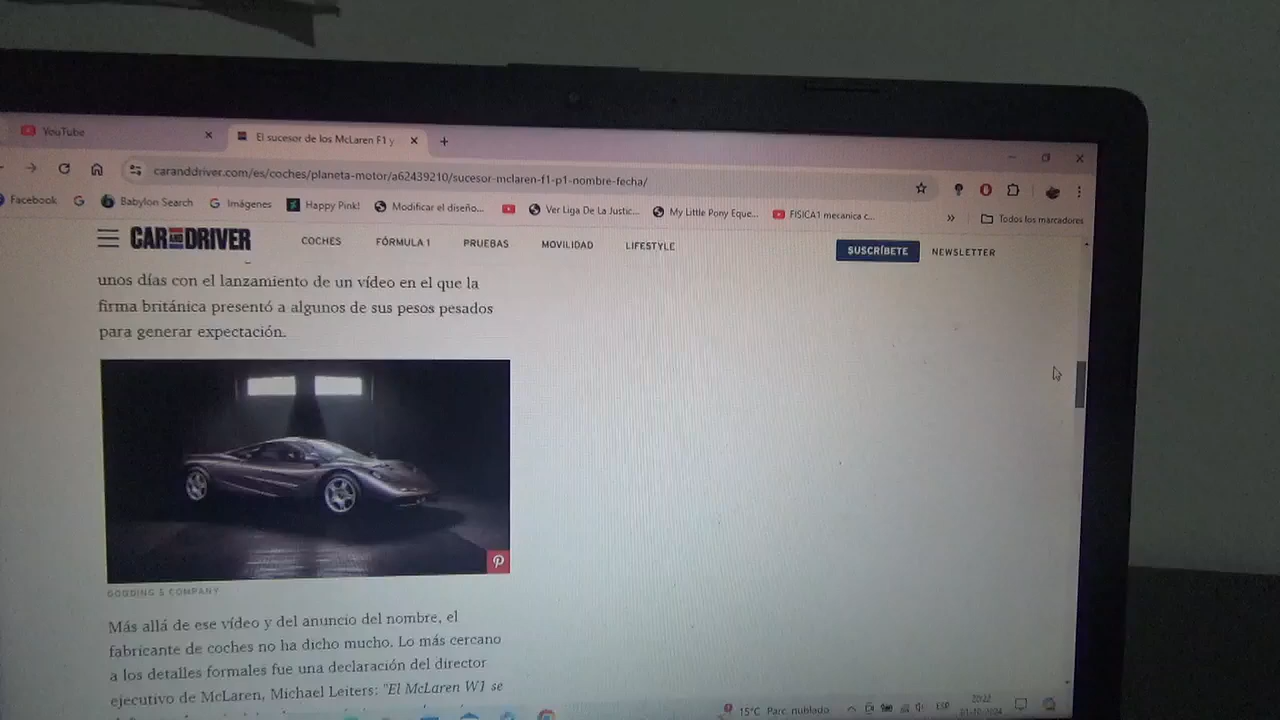 YouTube
El sucesor de los McLaren F1 y
caranddriver.com/es/coches/planeta-motor/a62439210/sucesor-mclaren-f1-p1-nombre-fecha/
Facebook
Babylon Search
Imágenes
Happy Pink!
Modificar el diseño...
Ver Liga De La Justic...
My Little Pony Eque...
FISICA1 mecanica c...
Todos los marcadores
CAR AND DRIVER
COCHES
FÓRMULA 1
PRUEBAS
MOVILIDAD
LIFESTYLE
SUSCRÍBETE
NEWSLETTER
unos días con el lanzamiento de un vídeo en el que la
firma británica presentó a algunos de sus pesos pesados
para generar expectación.
GOODING & COMPANY
Más allá de ese vídeo y del anuncio del nombre, el
fabricante de coches no ha dicho mucho. Lo más cercano
a los detalles formales fue una declaración del director
ejecutivo de McLaren, Michael Leiters: "El McLaren W1 se
15°C Parc. nublado
ESP
20:22